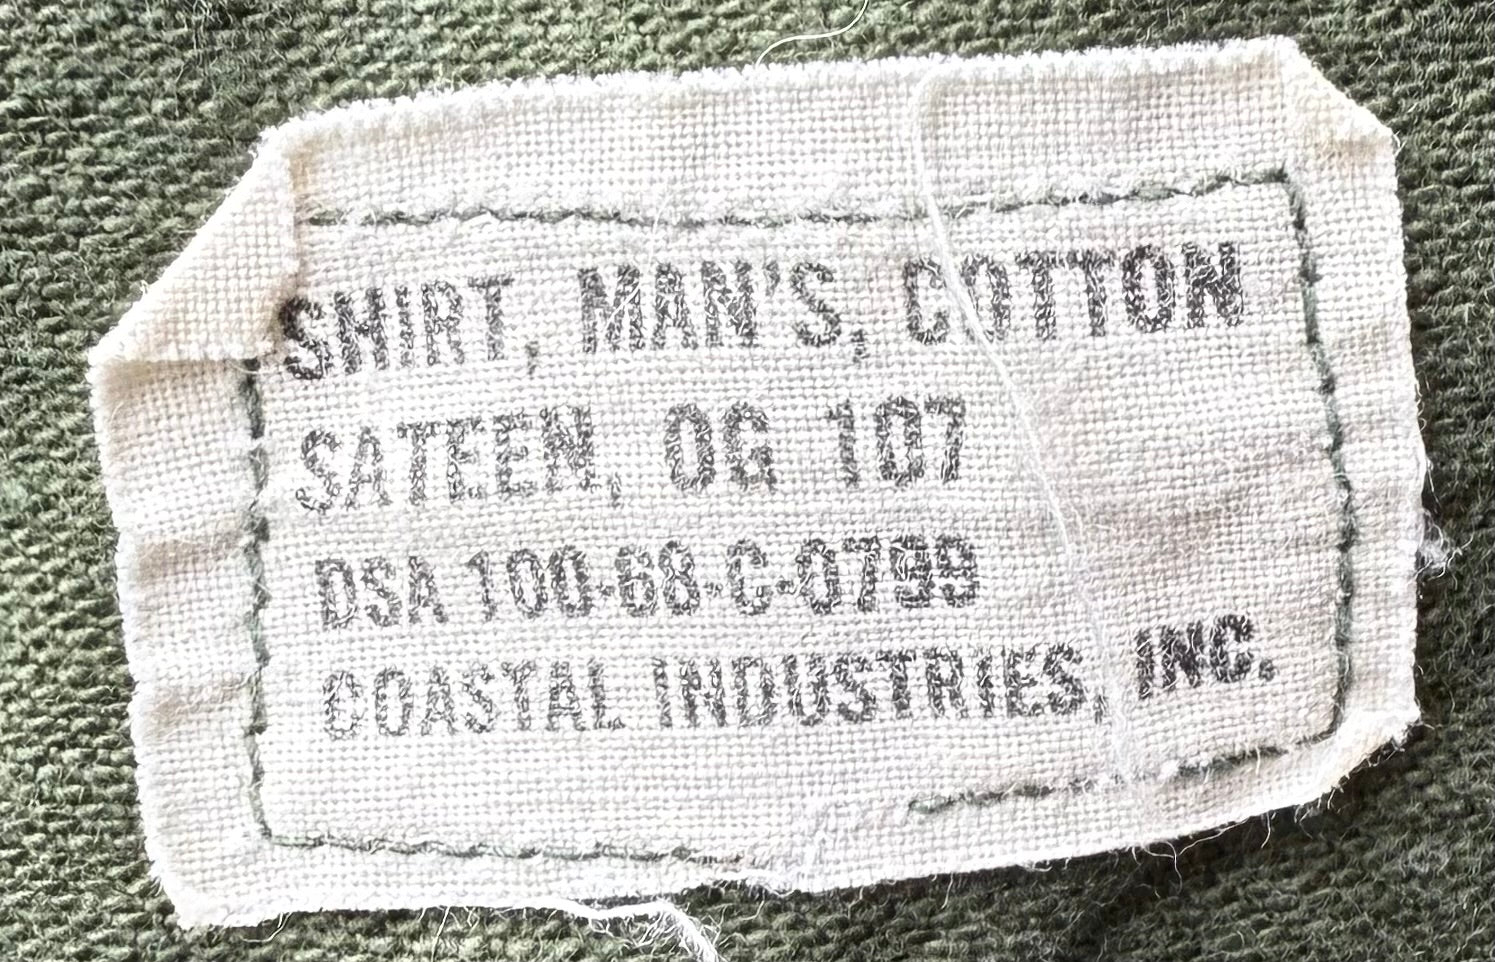 SHIRT, MAN'S, COTTON
SATEEN, OG 107
DSA 100-68-C-0799
COASTAL INDUSTRIES, INC.